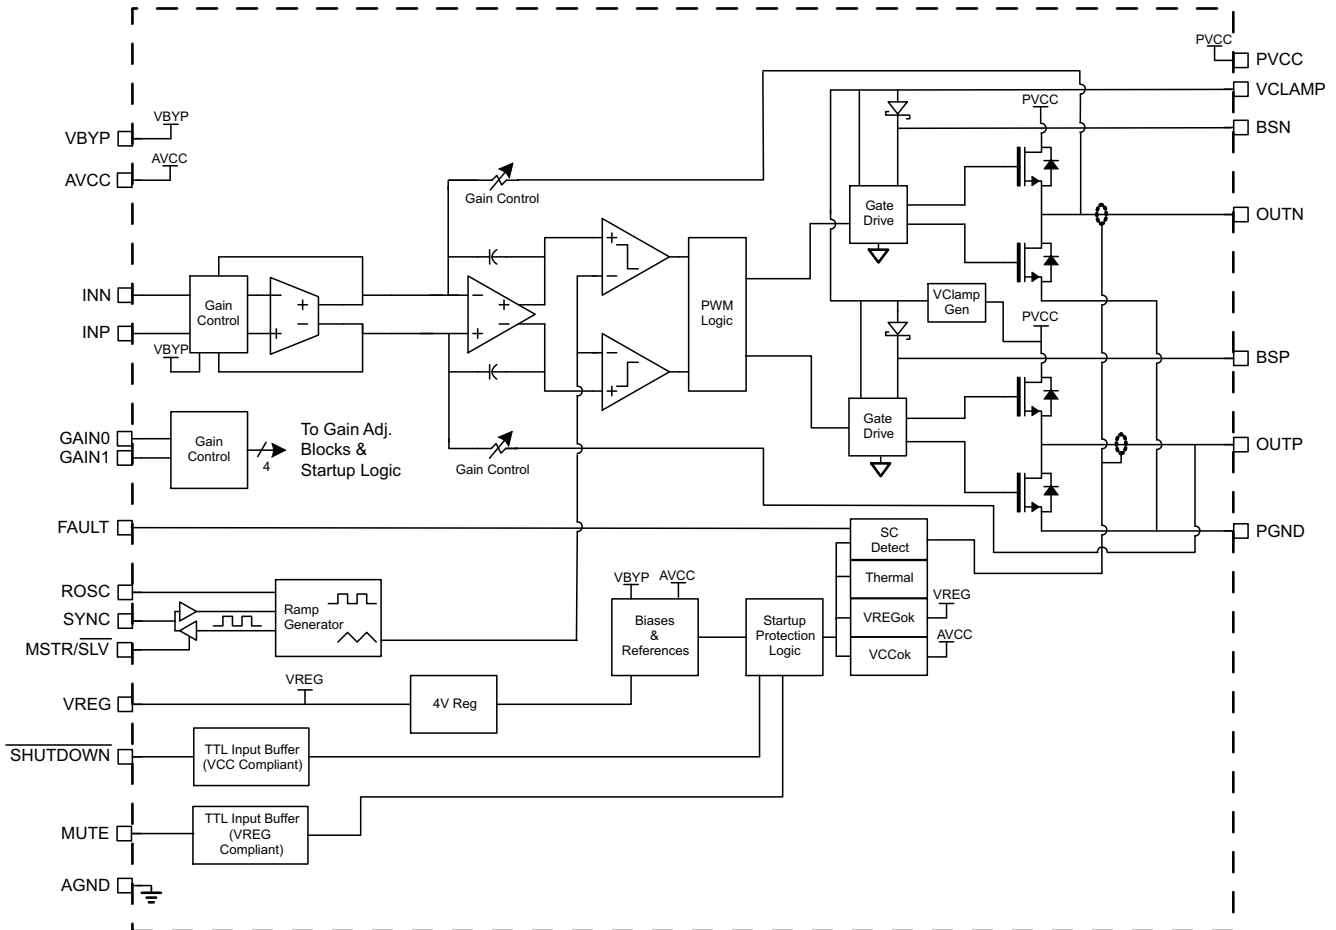 PVCC
PVCC
VCLAMP
PVCC
VBYP
VBYP
BSN
AVCC
AVCC
Gain Control
Gate
Drive
OUTN
INN
Gain
Control
+
−
−
+
−
+
+
−
+
−
−
+
PWM
Logic
VClamp
Gen
PVCC
INP
VBYP
BSP
GAIN0
GAIN1
Gain
Control
4
To Gain Adj.
Blocks &
Startup Logic
Gain Control
Gate
Drive
OUTP
FAULT
SC
Detect
PGND
Thermal
VREGok
VREG
VCCok
AVCC
ROSC
SYNC
MSTR/SLV
Ramp
Generator
VBYP
AVCC
Biases
&
References
Startup
Protection
Logic
VREG
VREG
4V Reg
SHUTDOWN
TTL Input Buffer
(VCC Compliant)
MUTE
TTL Input Buffer
(VREG
Compliant)
AGND